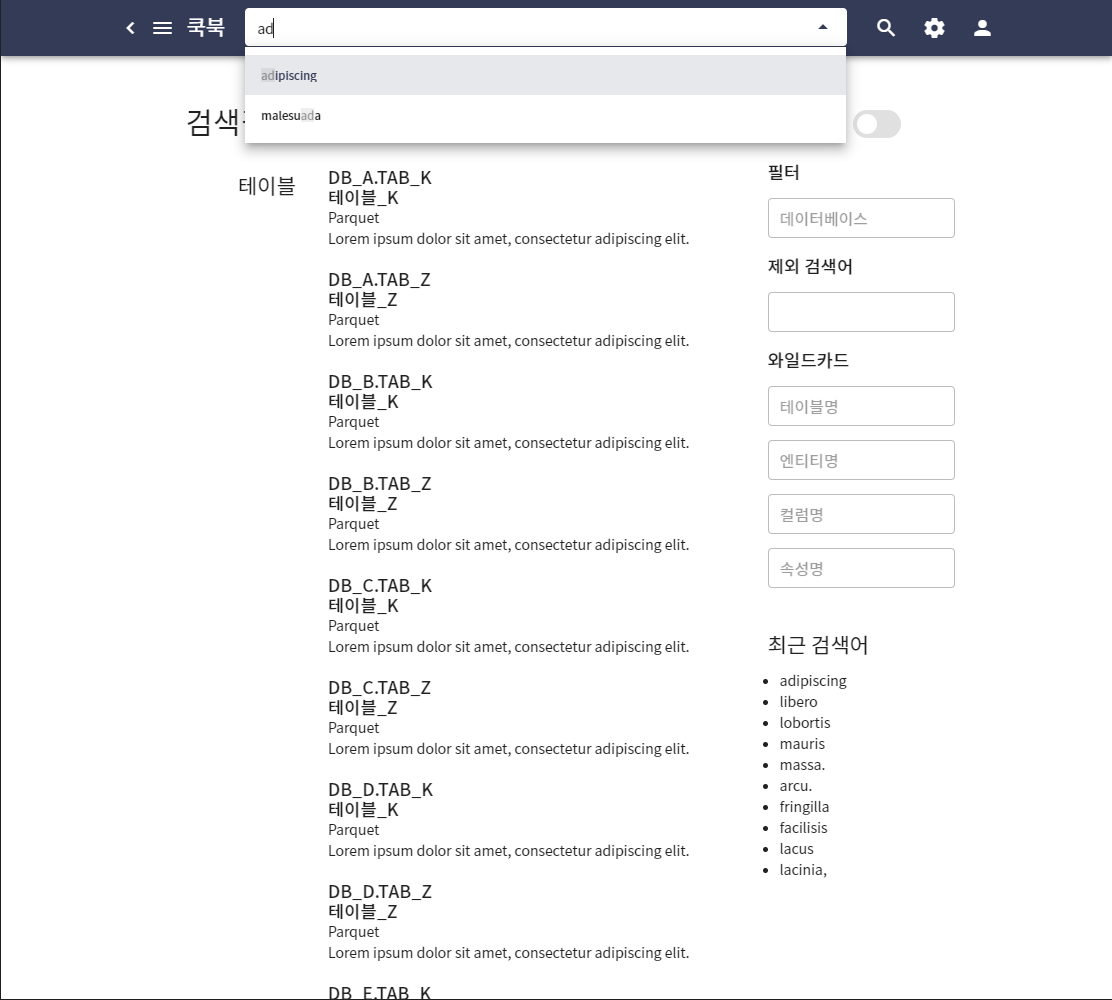 쿡북
ad
adipiscing
malesuada
검색
테이블
DB_A.TAB_K
테이블_K
Parquet
Lorem ipsum dolor sit amet, consectetur adipiscing elit.
DB_A.TAB_Z
테이블_Z
Parquet
Lorem ipsum dolor sit amet, consectetur adipiscing elit.
DB_B.TAB_K
테이블_K
Parquet
Lorem ipsum dolor sit amet, consectetur adipiscing elit.
DB_B.TAB_Z
테이블_Z
Parquet
Lorem ipsum dolor sit amet, consectetur adipiscing elit.
DB_C.TAB_K
테이블_K
Parquet
Lorem ipsum dolor sit amet, consectetur adipiscing elit.
DB_C.TAB_Z
테이블_Z
Parquet
Lorem ipsum dolor sit amet, consectetur adipiscing elit.
DB_D.TAB_K
테이블_K
Parquet
Lorem ipsum dolor sit amet, consectetur adipiscing elit.
DB_D.TAB_Z
테이블_Z
Parquet
Lorem ipsum dolor sit amet, consectetur adipiscing elit.
DB_E.TAB_K
필터
데이터베이스
제외 검색어
와일드카드
테이블명
엔티티명
컬럼명
속성명
최근 검색어
adipiscing
libero
lobortis
mauris
massa.
arcu.
fringilla
facilisis
lacus
lacinia,